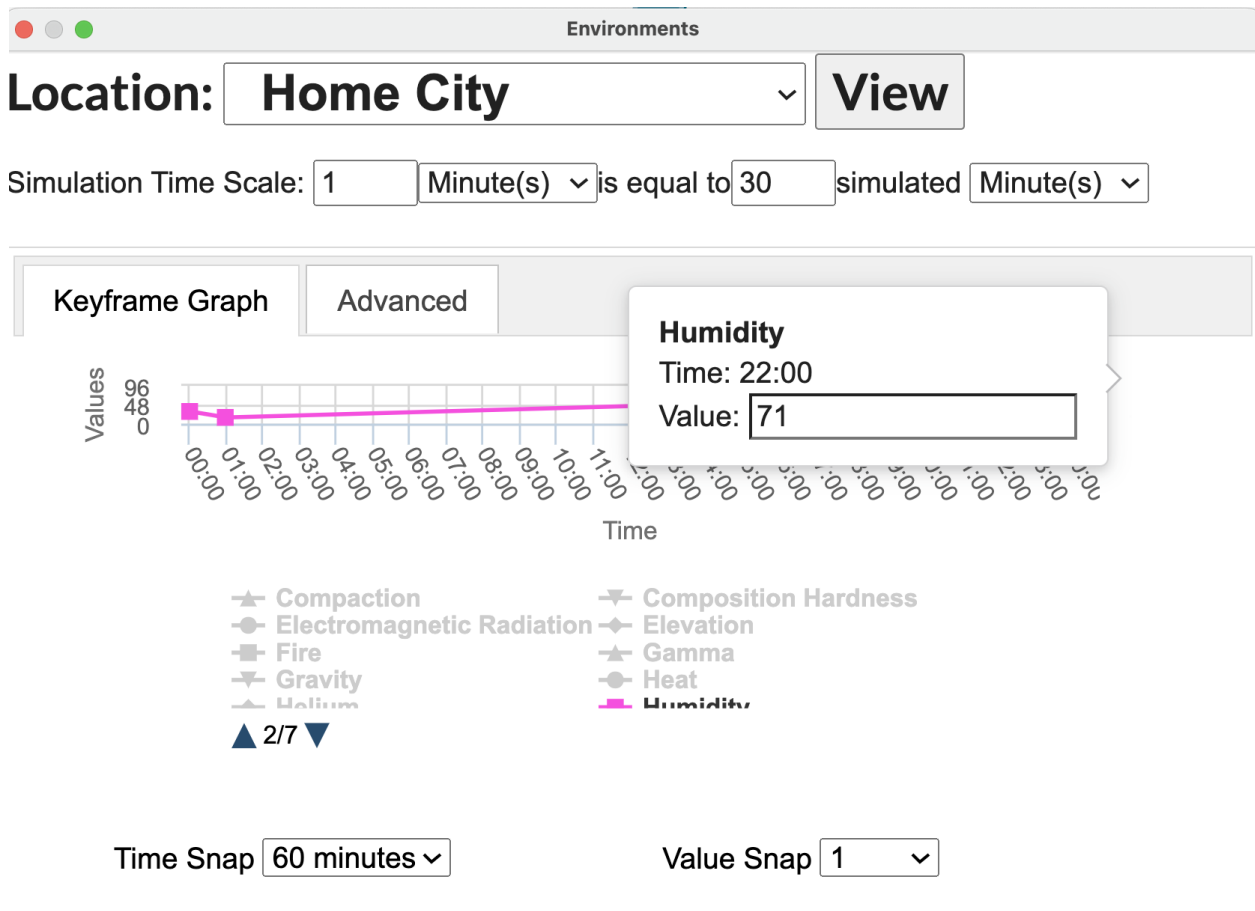 Environments
Location: Home City View
Simulation Time Scale: 1 Minute(s) is equal to 30 simulated Minute(s)
Keyframe Graph Advanced
Humidity
Time: 22:00
Value: 71
Values
96
48
0
00:00 01:00 02:00 03:00 04:00 05:00 06:00 07:00 08:00 09:00 10:00 11:00
Time
Compaction Composition Hardness
Electromagnetic Radiation Elevation
Fire Gamma
Gravity Heat
Helium Humidity
2/7
Time Snap 60 minutes Value Snap 1